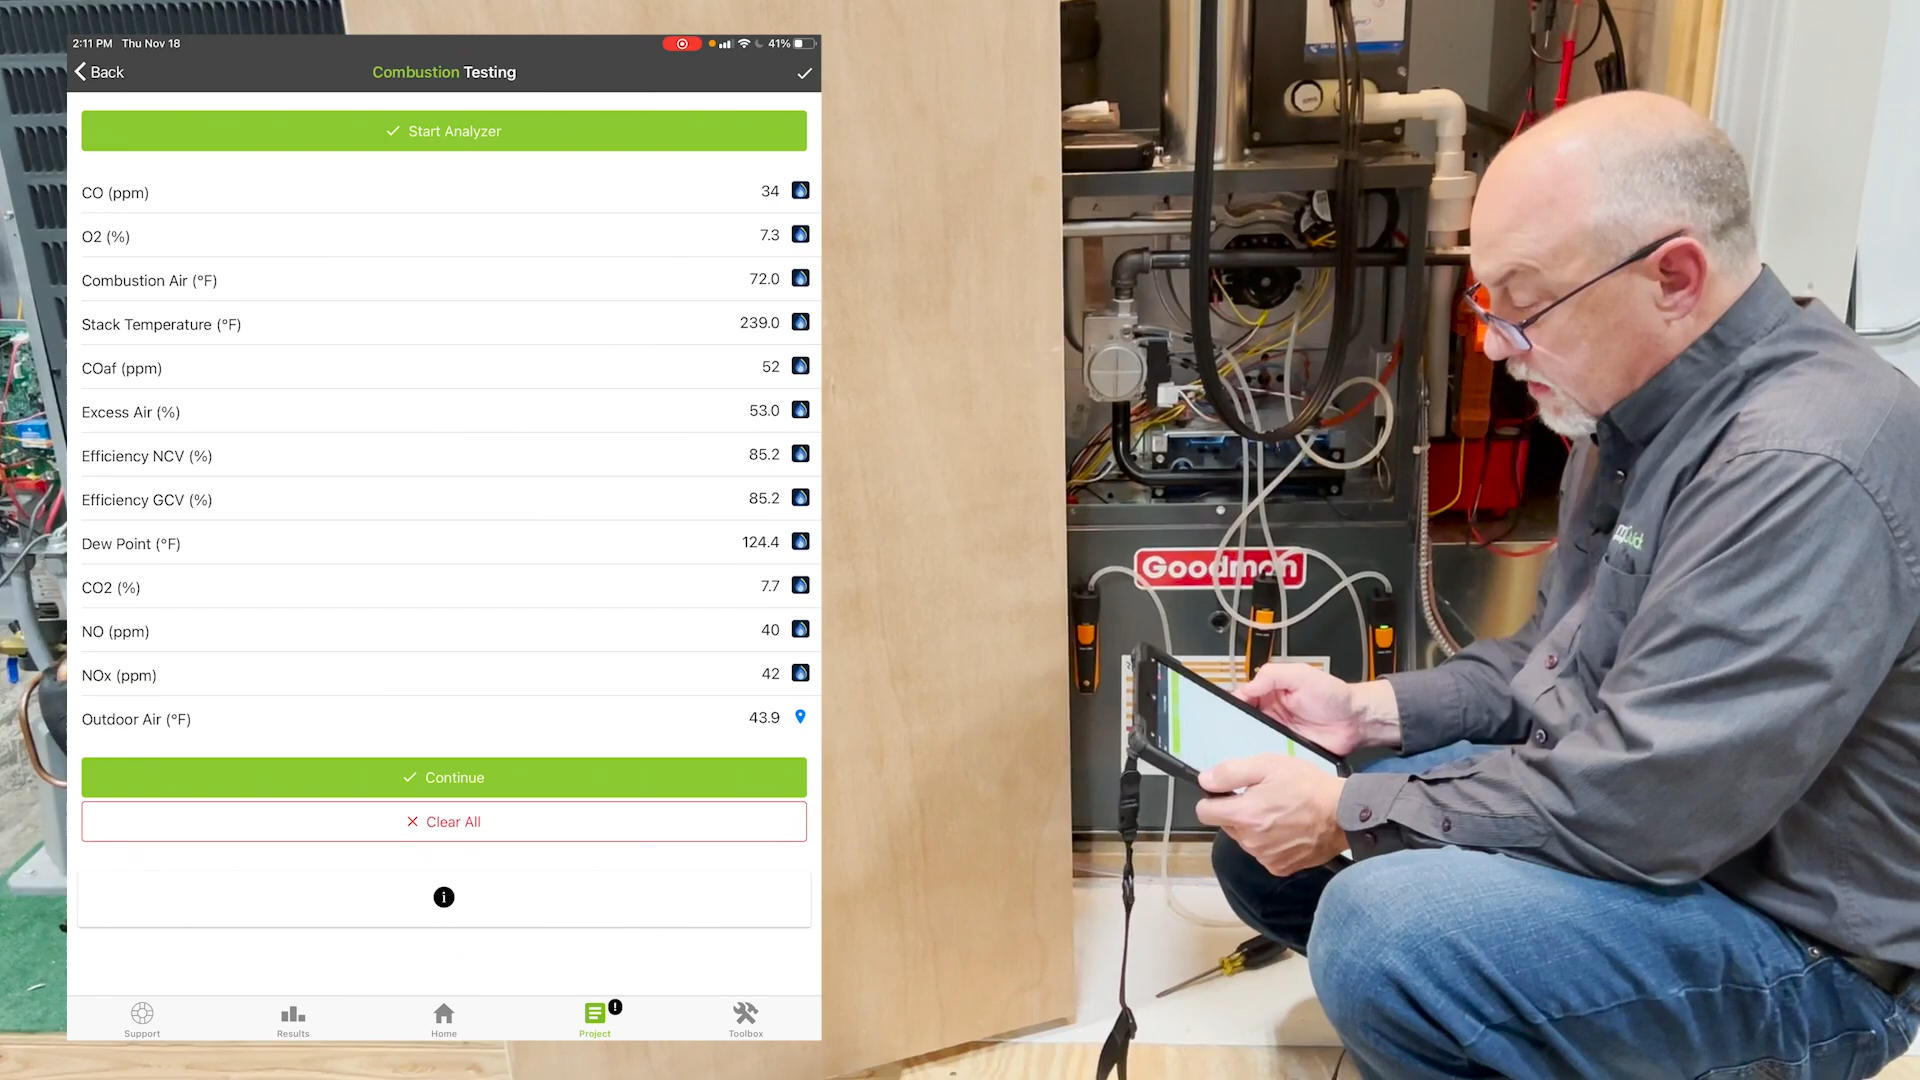 2:11 PM Thu Nov 18
41%
Back
Combustion Testing
Start Analyzer
CO (ppm) 34
O2 (%) 7.3
Combustion Air (°F) 72.0
Stack Temperature (°F) 239.0
COaf (ppm) 52
Excess Air (%) 53.0
Efficiency NCV (%) 85.2
Efficiency GCV (%) 85.2
Dew Point (°F) 124.4
CO2 (%) 7.7
NO (ppm) 40
NOx (ppm) 42
Outdoor Air (°F) 43.9
Continue
Clear All
Support
Results
Home
Project
Toolbox
Goodman